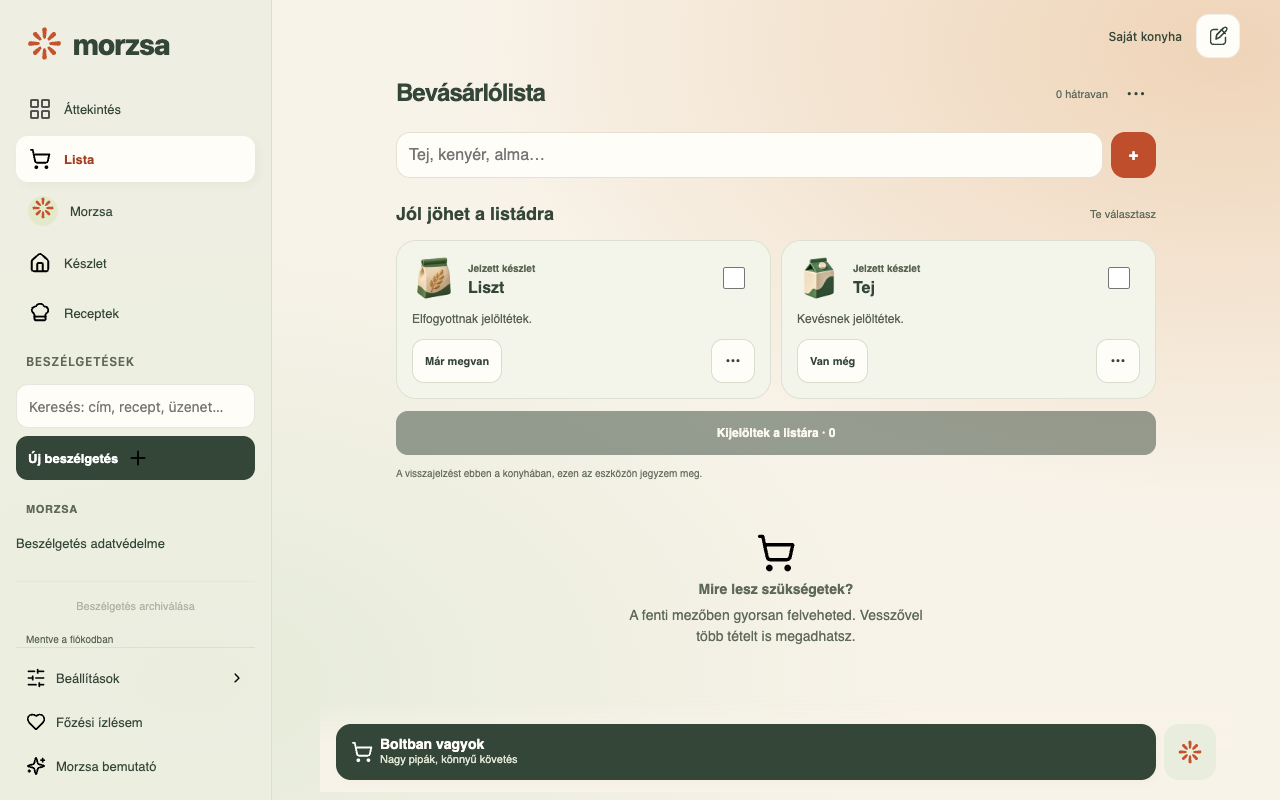 morzsa
Áttekintés
Lista
Morzsa
Készlet
Receptek
BESZÉLGETÉSEK
Keresés: cím, recept, üzenet...
Új beszélgetés
MORZSA
Beszélgetés adatvédelme
Beszélgetés archiválása
Mentve a fiókodban
Beállítások
Főzési ízlésem
Morzsa bemutató
Saját konyha
Bevásárlólista
0 hátravan
Tej, kenyér, alma...
+
Jól jöhet a listádra
Te választasz
Jelzett készlet
Liszt
Elfogyottnak jelöltétek.
Már megvan
Jelzett készlet
Tej
Kevésnek jelöltétek.
Van még
Kijelöltek a listára · 0
A visszajelzést ebben a konyhában, ezen az eszközön jegyzem meg.
Mire lesz szükségetek?
A fenti mezőben gyorsan felveheted. Vesszővel
több tételt is megadhatsz.
Boltban vagyok
Nagy pipák, könnyű követés